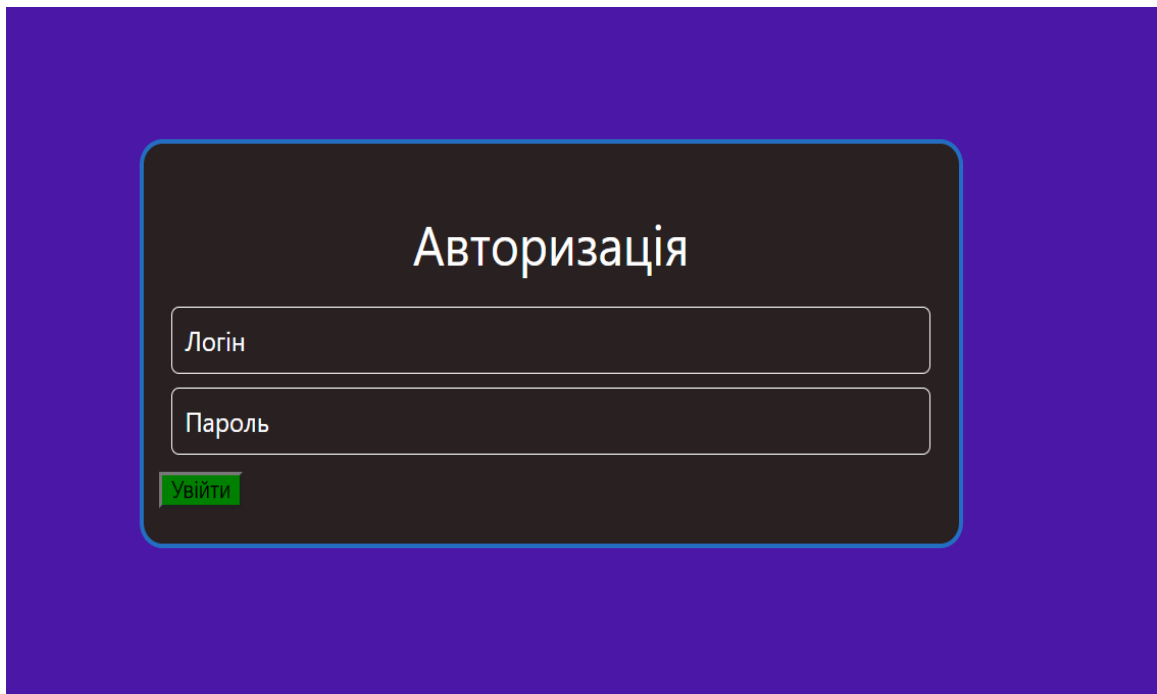 Авторизація
Логін
Пароль
Увійти